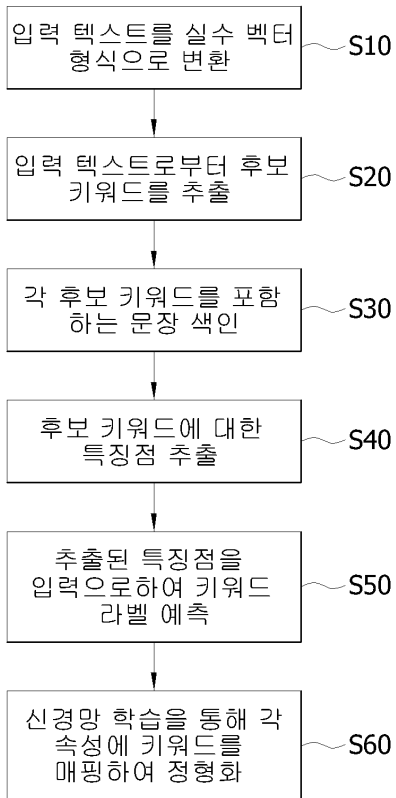 입력 텍스트를 실수 벡터
형식으로 변환
S10
입력 텍스트로부터 후보
키워드를 추출
S20
각 후보 키워드를 포함
하는 문장 색인
S30
후보 키워드에 대한
특징점 추출
S40
추출된 특징점을
입력으로하여 키워드
라벨 예측
S50
신경망 학습을 통해 각
속성에 키워드를
매핑하여 정형화
S60